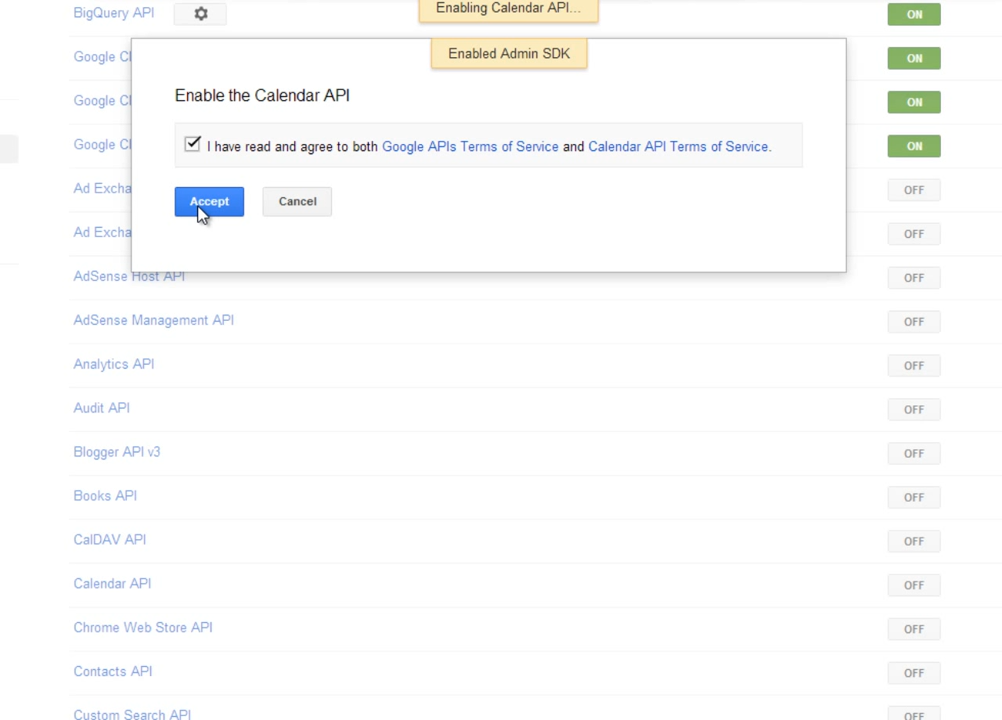 Enabling Calendar API...
BigQuery API
ON
Enabled Admin SDK
Google Cl
ON
Enable the Calendar API
Google Cl
ON
I have read and agree to both Google APIs Terms of Service and Calendar API Terms of Service.
Google Cl
ON
Ad Excha
OFF
Accept
Cancel
Ad Excha
OFF
AdSense Host API
OFF
AdSense Management API
OFF
Analytics API
OFF
Audit API
OFF
Blogger API v3
OFF
Books API
OFF
CalDAV API
OFF
Calendar API
OFF
Chrome Web Store API
OFF
Contacts API
OFF
Custom Search API
OFF